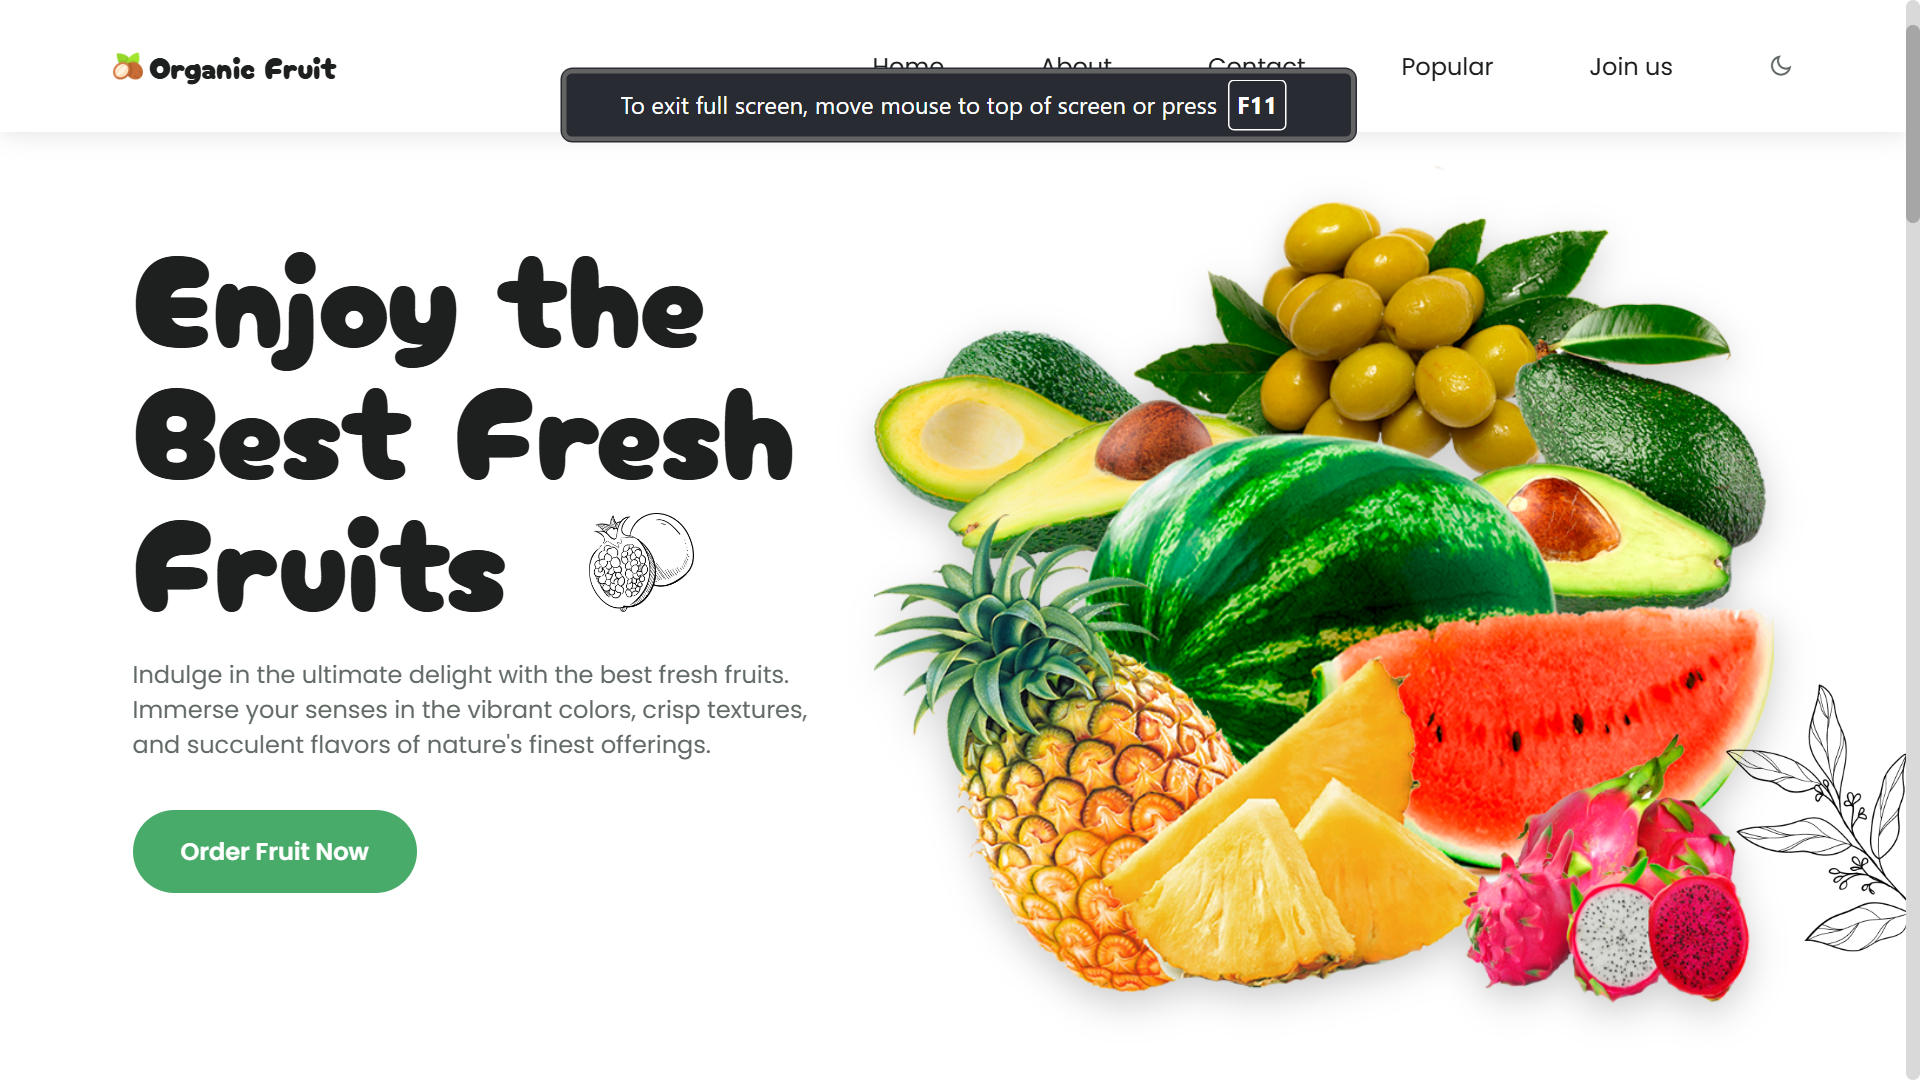 Organic Fruit
Home
About
Contact
Popular
Join us
To exit full screen, move mouse to top of screen or press F11
Enjoy the
Best Fresh
Fruits
Indulge in the ultimate delight with the best fresh fruits.
Immerse your senses in the vibrant colors, crisp textures,
and succulent flavors of nature's finest offerings.
Order Fruit Now